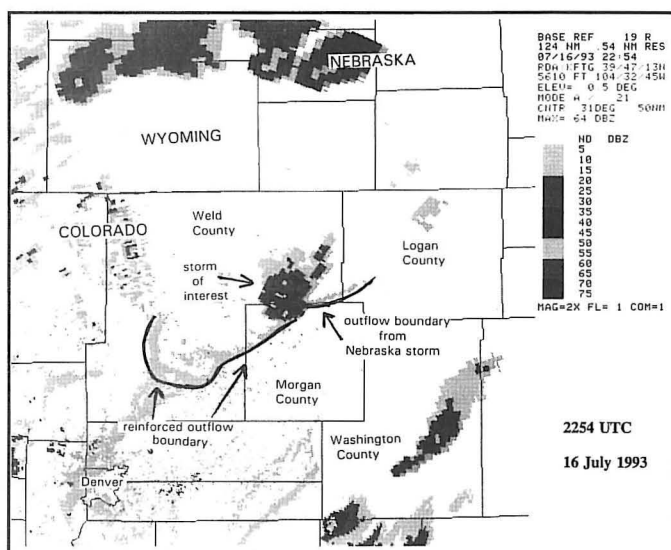 BASE REF 19 R
124 NM .54 NM RES
07/16/93 22:54
RDA KFTG 39/47/13N
5610 FT 104/32/45W
ELEV= 0.5 DEG
MODE A / 21
CNTR 31DEG 50NM
MAX= 64 DBZ
ND DBZ
5
10
15
20
25
30
35
40
45
50
55
60
65
70
75
MAG=2X FL= 1 COM=1
NEBRASKA
WYOMING
COLORADO
Weld
County
Logan
County
storm
of
interest
outflow boundary
from
Nebraska storm
Morgan
County
reinforced outflow
boundary
Washington
County
Denver
2254 UTC
16 July 1993